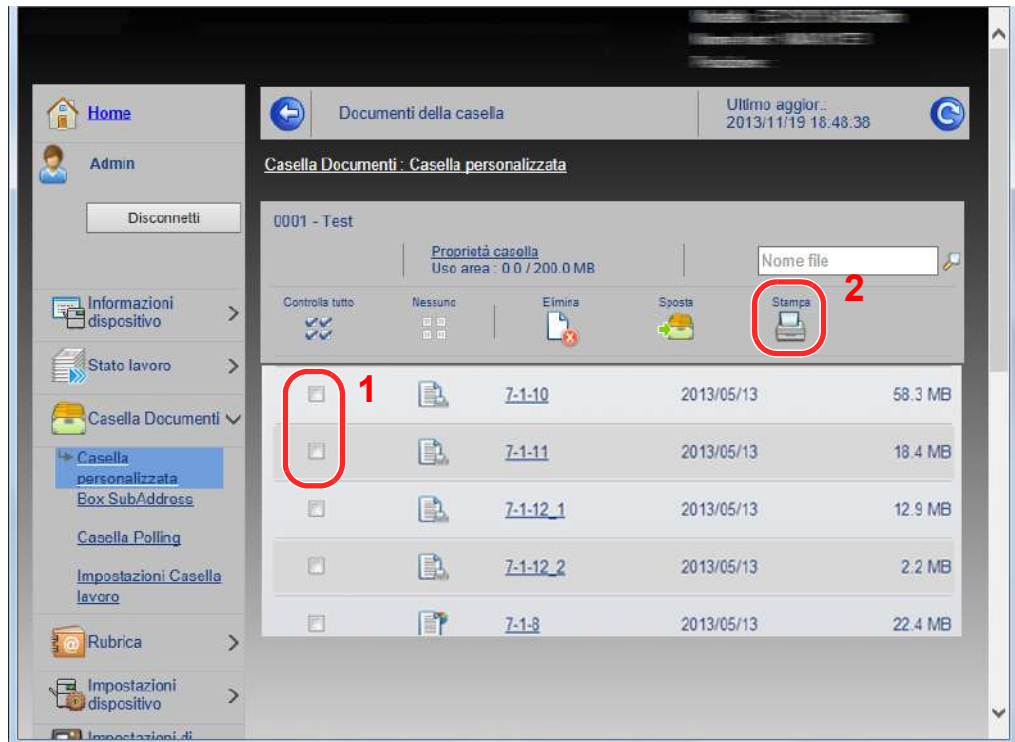 Home
Admin
Disconnetti
Informazioni
dispositivo
Stato lavoro
Casella Documenti
Casella
personalizzata
Box SubAddress
Casella Polling
Impostazioni Casella
lavoro
Rubrica
Impostazioni
dispositivo
Impostazioni di
Documenti della casella
Ultimo aggior.:
2013/11/19 18:48:38
Casella Documenti : Casella personalizzata
0001 - Test
Proprietà casella
Uso area : 0.0 / 200.0 MB
Nome file
2
Controlla tutto Nessuno Elimina Sposta Stampa
1
7-1-10 2013/05/13 58.3 MB
7-1-11 2013/05/13 18.4 MB
7-1-12_1 2013/05/13 12.9 MB
7-1-12_2 2013/05/13 2.2 MB
7-1-8 2013/05/13 22.4 MB